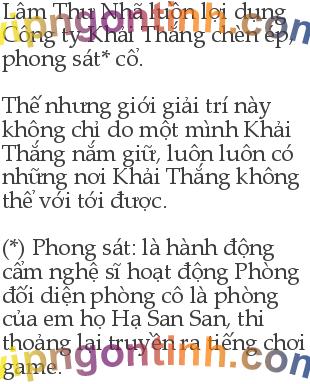 Lâm Thư Nhã luôn lợi dụng
Công ty Khải Thắng chèn ép,
phong sát* cô.
Thế nhưng giới giải trí này
không chỉ do một mình Khải
Thắng nắm giữ, luôn luôn có
những nơi Khải Thắng không
thể với tới được.
(*) Phong sát: là hành động
cấm nghệ sĩ hoạt động Phòng
đối diện phòng cô là phòng
của em họ Hạ San San, thi
thoảng lại truyền ra tiếng chơi
game.
vipngontinh.com
vipngontinh.com